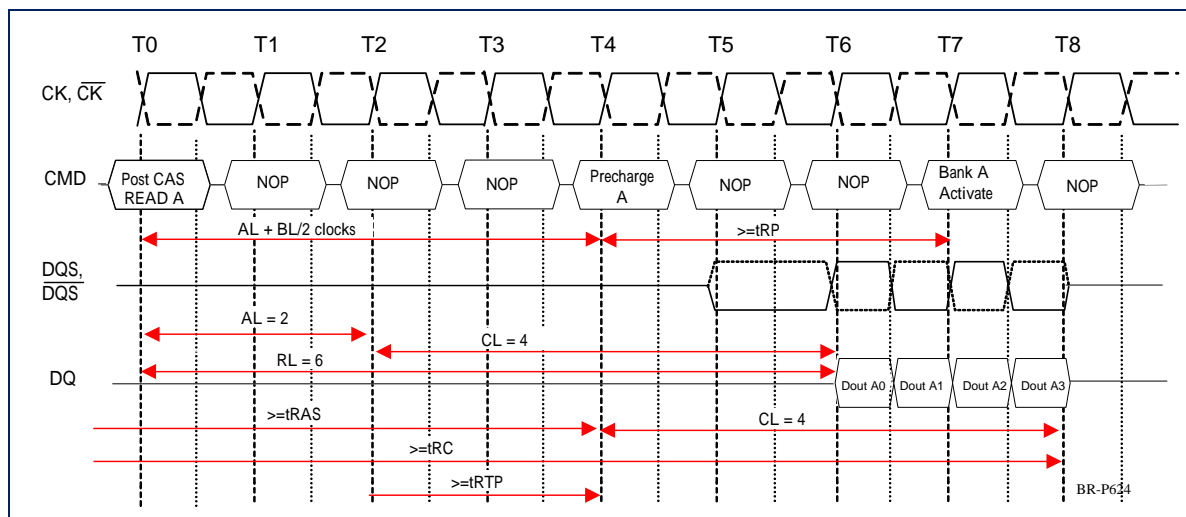 T0 T1 T2 T3 T4 T5 T6 T7 T8
CK, CK
CMD
Post CAS
READ A
NOP
NOP
NOP
Precharge
A
NOP
NOP
Bank A
Activate
NOP
AL + BL/2 clocks
>=tRP
DQS,
DQS
AL = 2
CL = 4
RL = 6
DQ
Dout A0 Dout A1 Dout A2 Dout A3
>=tRAS
CL = 4
>=tRC
>=tRTP
BR-P624